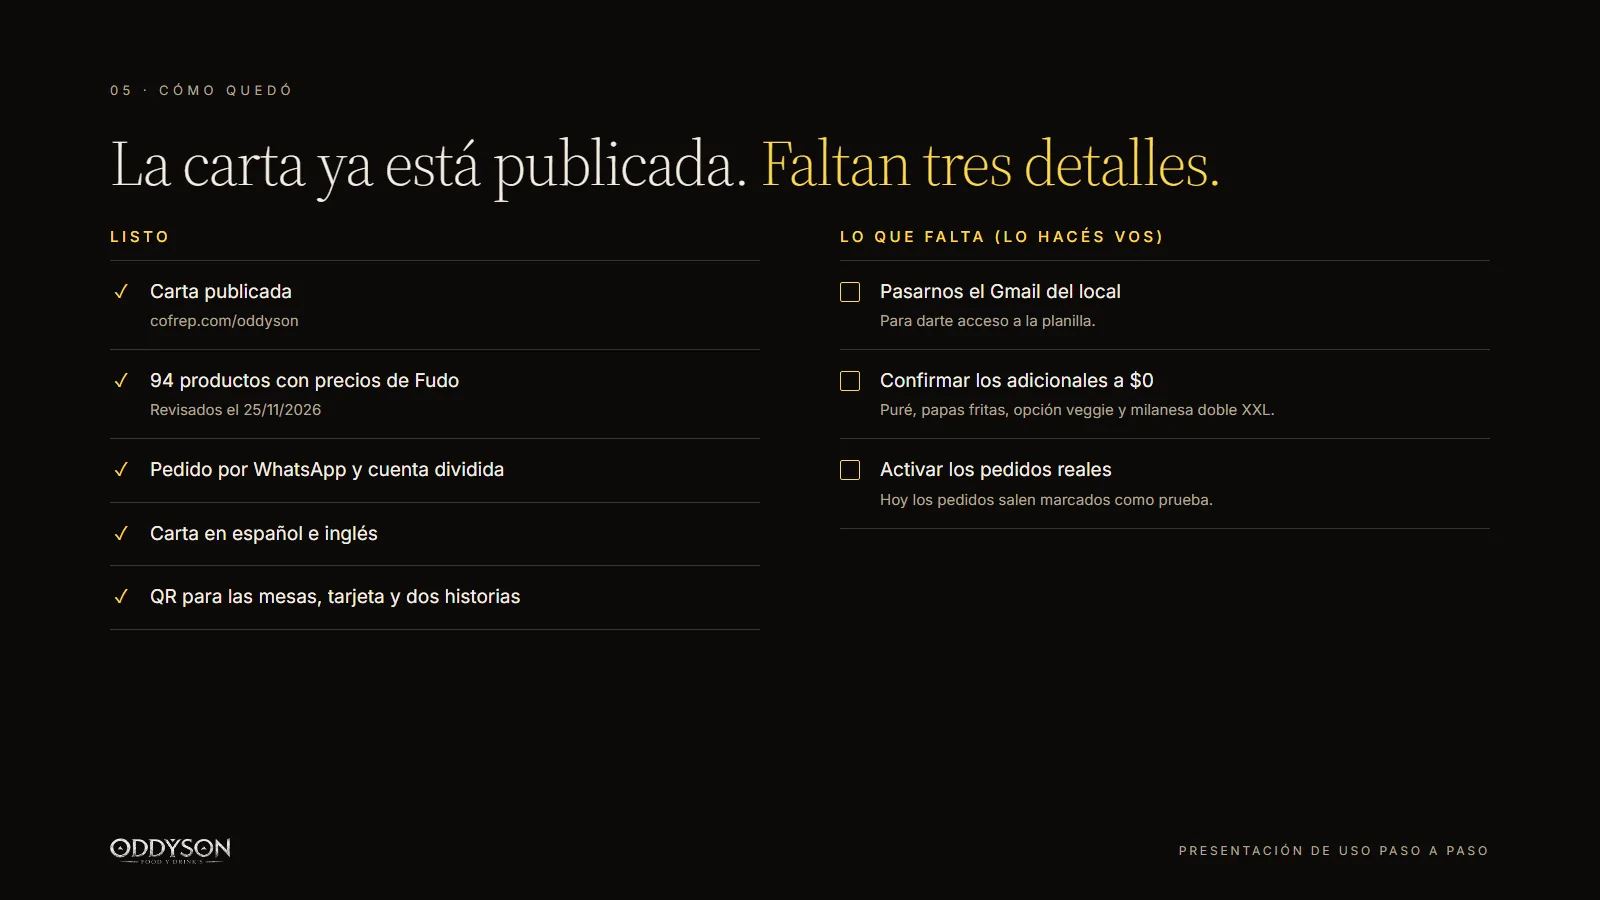 05 · CÓMO QUEDÓ
La carta ya está publicada. Faltan tres detalles.
LISTO
✓ Carta publicada
cofrep.com/oddyson
✓ 94 productos con precios de Fudo
Revisados el 25/11/2026
✓ Pedido por WhatsApp y cuenta dividida
✓ Carta en español e inglés
✓ QR para las mesas, tarjeta y dos historias
LO QUE FALTA (LO HACÉS VOS)
Pasarnos el Gmail del local
Para darte acceso a la planilla.
Confirmar los adicionales a $0
Puré, papas fritas, opción veggie y milanesa doble XXL.
Activar los pedidos reales
Hoy los pedidos salen marcados como prueba.
ODDYSON
FOOD Y DRINK'S
PRESENTACIÓN DE USO PASO A PASO